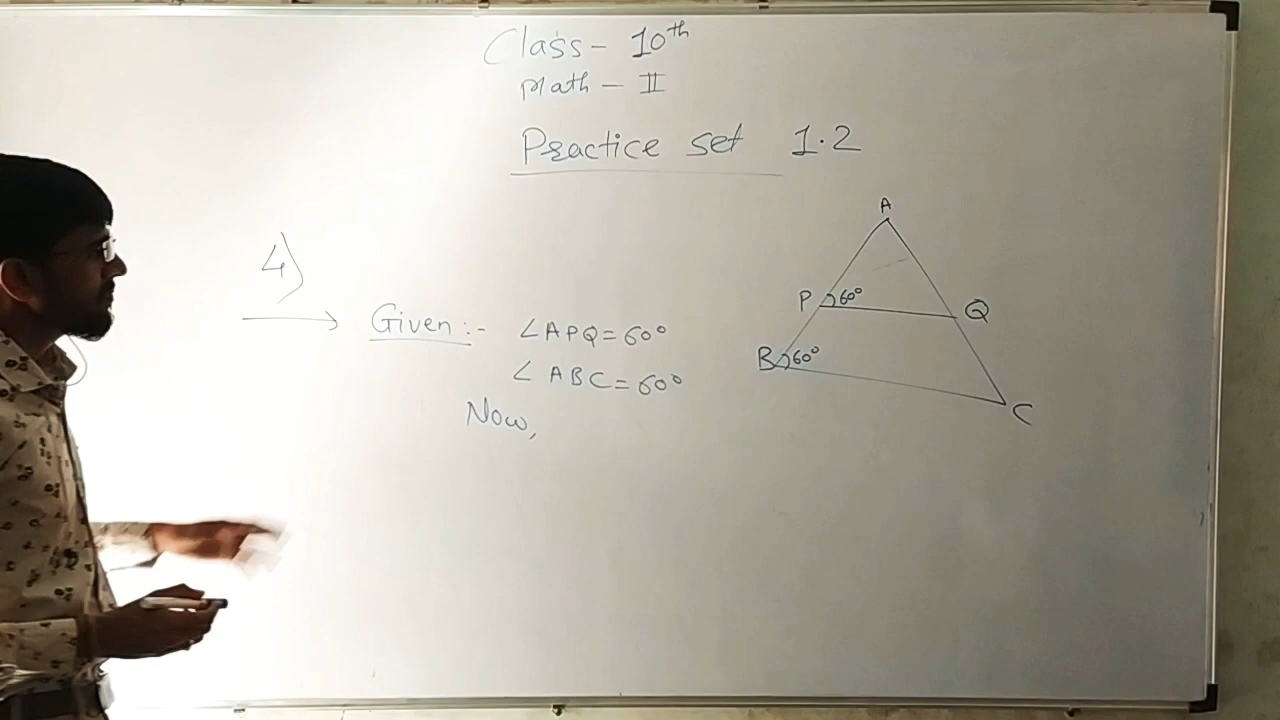 Class - 10th
Math - II
Practice set 1.2
4)
Given :- ∠APQ = 60°
∠ABC = 60°
Now,
A
P 60° Q
B 60°
C